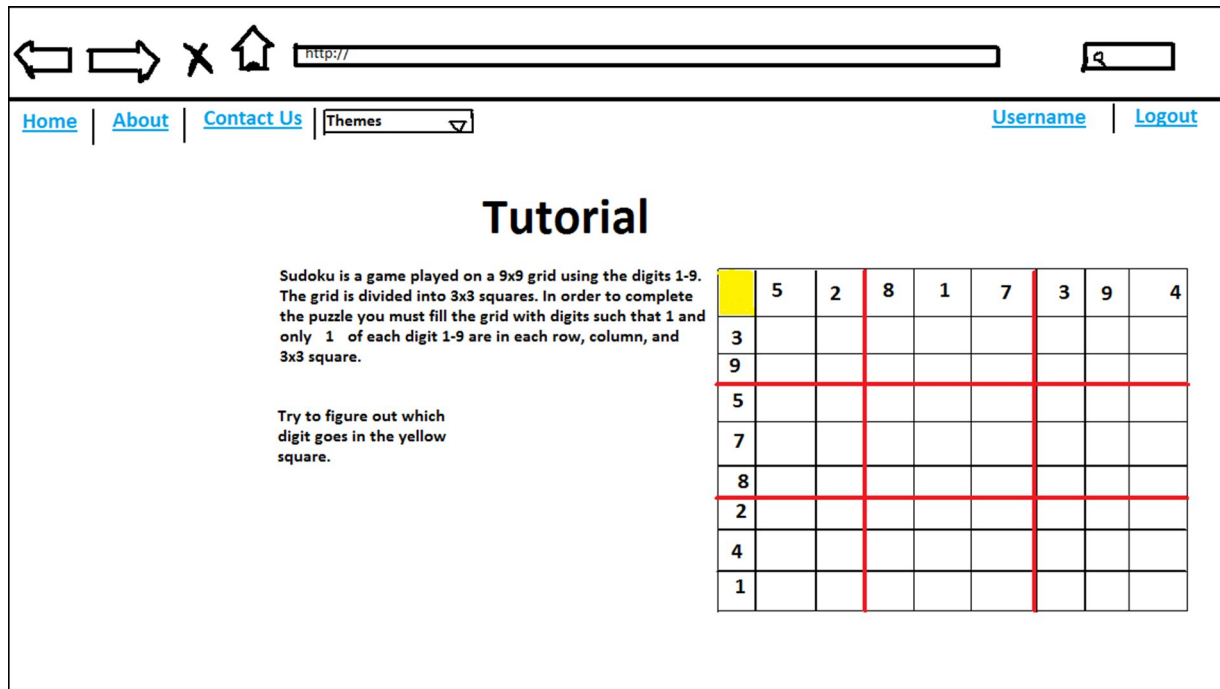 http://
Home About Contact Us Themes Username Logout
Tutorial
Sudoku is a game played on a 9x9 grid using the digits 1-9.
The grid is divided into 3x3 squares. In order to complete
the puzzle you must fill the grid with digits such that 1 and
only 1 of each digit 1-9 are in each row, column, and
3x3 square.
Try to figure out which
digit goes in the yellow
square.
5 2 8 1 7 3 9 4
3
9
5
7
8
2
4
1